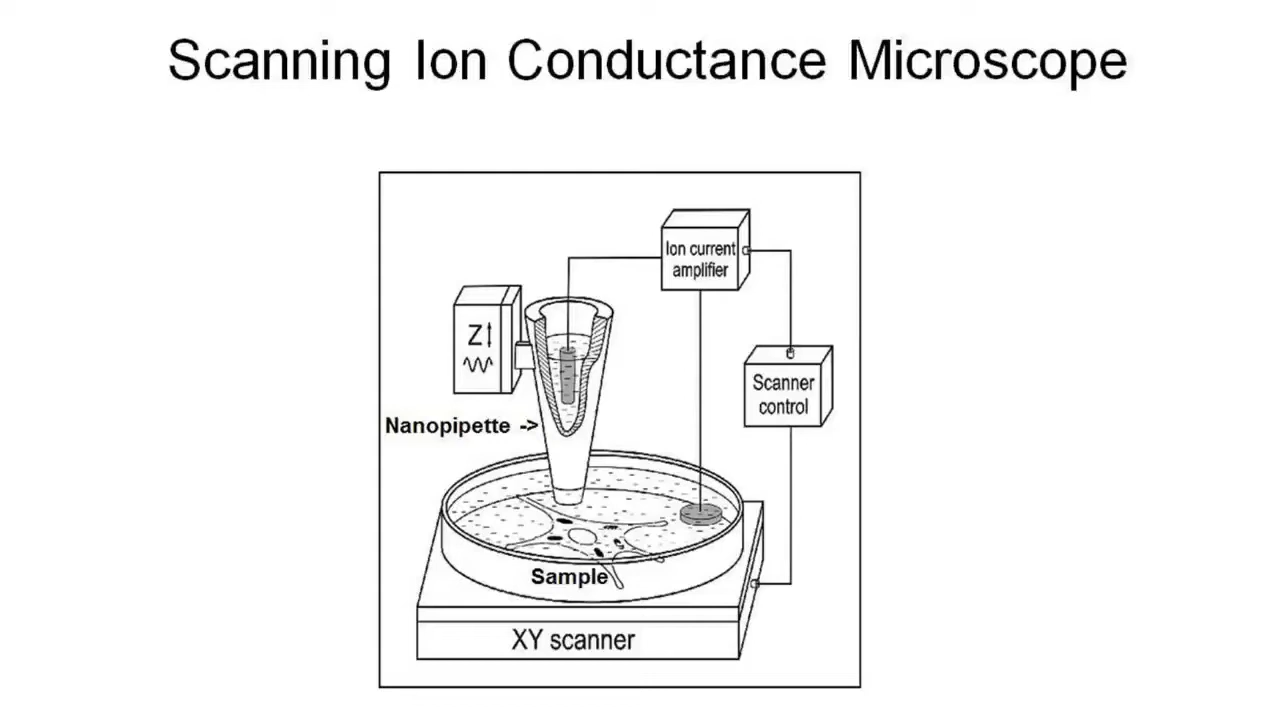 Scanning Ion Conductance Microscope
Ion current
amplifier
Z
Scanner
control
Nanopipette ->
Sample
XY scanner